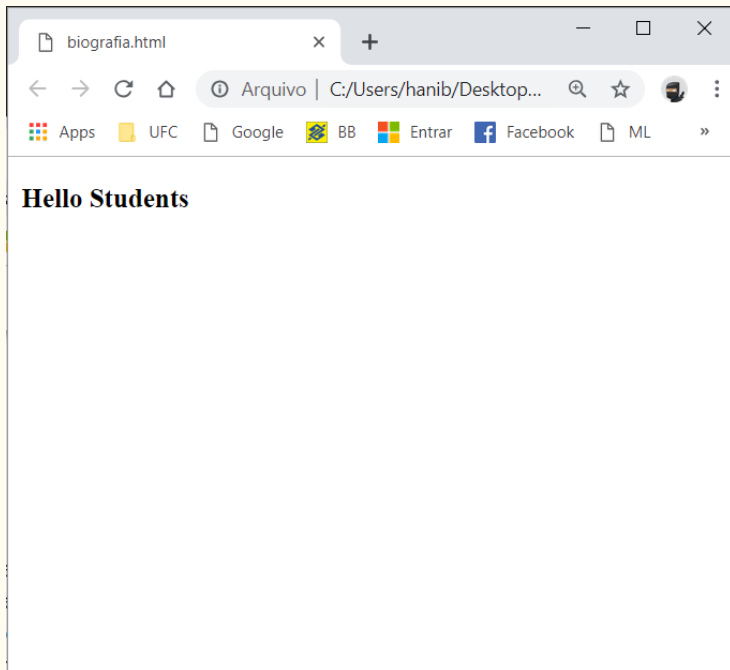 biografia.html
Arquivo | C:/Users/hanib/Desktop...
Apps UFC Google BB Entrar Facebook ML »
Hello Students